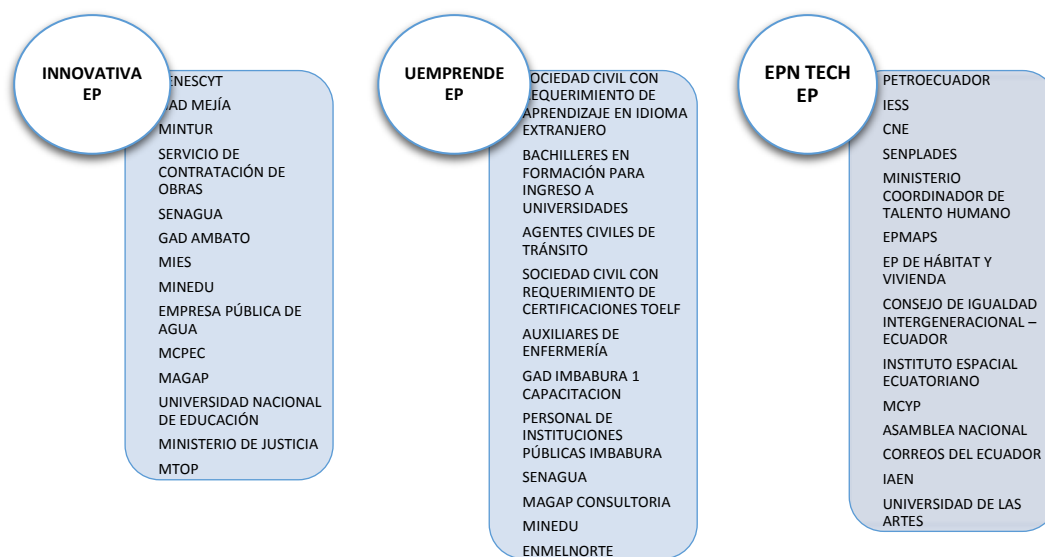 INNOVATIVA
EP
ENESCYT
AD MEJÍA
MINTUR
SERVICIO DE
CONTRATACIÓN DE
OBRAS
SENAGUA
GAD AMBATO
MIES
MINEDU
EMPRESA PÚBLICA DE
AGUA
MCPEC
MAGAP
UNIVERSIDAD NACIONAL
DE EDUCACIÓN
MINISTERIO DE JUSTICIA
MTOP
UEMPRENDE
EP
SOCIEDAD CIVIL CON
REQUERIMIENTO DE
APRENDIZAJE EN IDIOMA
EXTRANJERO
BACHILLERES EN
FORMACIÓN PARA
INGRESO A
UNIVERSIDADES
AGENTES CIVILES DE
TRÁNSITO
SOCIEDAD CIVIL CON
REQUERIMIENTO DE
CERTIFICACIONES TOELF
AUXILIARES DE
ENFERMERÍA
GAD IMBABURA 1
CAPACITACION
PERSONAL DE
INSTITUCIONES
PÚBLICAS IMBABURA
SENAGUA
MAGAP CONSULTORIA
MINEDU
ENMELNORTE
EPN TECH
EP
PETROECUADOR
IESS
CNE
SENPLADES
MINISTERIO
COORDINADOR DE
TALENTO HUMANO
EPMAPS
EP DE HÁBITAT Y
VIVIENDA
CONSEJO DE IGUALDAD
INTERGENERACIONAL –
ECUADOR
INSTITUTO ESPACIAL
ECUATORIANO
MCYP
ASAMBLEA NACIONAL
CORREOS DEL ECUADOR
IAEN
UNIVERSIDAD DE LAS
ARTES